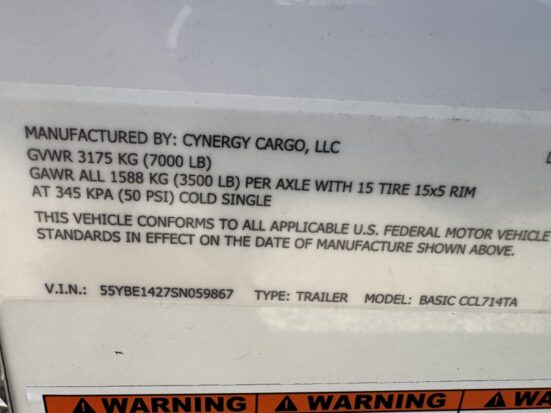 MANUFACTURED BY: CYNERGY CARGO, LLC
GVWR 3175 KG (7000 LB)
GAWR ALL 1588 KG (3500 LB) PER AXLE WITH 15 TIRE 15x5 RIM
AT 345 KPA (50 PSI) COLD SINGLE
THIS VEHICLE CONFORMS TO ALL APPLICABLE U.S. FEDERAL MOTOR VEHICLE
STANDARDS IN EFFECT ON THE DATE OF MANUFACTURE SHOWN ABOVE.
V.I.N.: 55YBE1427SN059867 TYPE: TRAILER MODEL: BASIC CCL714TA
WARNING WARNING WA